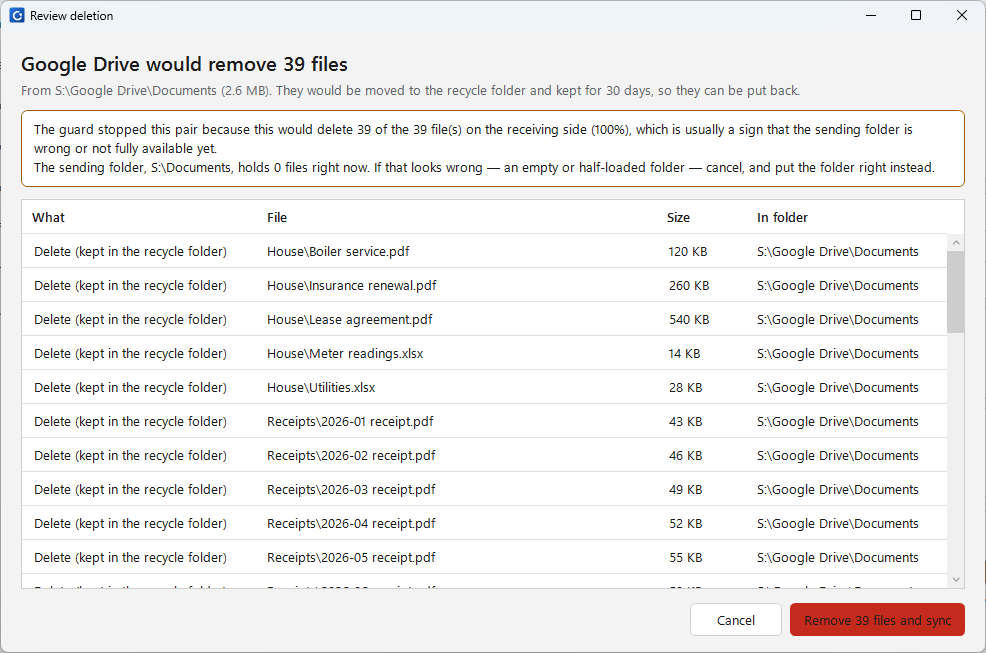 Review deletion
Google Drive would remove 39 files
From S:\Google Drive\Documents (2.6 MB). They would be moved to the recycle folder and kept for 30 days, so they can be put back.
The guard stopped this pair because this would delete 39 of the 39 file(s) on the receiving side (100%), which is usually a sign that the sending folder is
wrong or not fully available yet.
The sending folder, S:\Documents, holds 0 files right now. If that looks wrong — an empty or half-loaded folder — cancel, and put the folder right instead.
What File Size In folder
Delete (kept in the recycle folder) House\Boiler service.pdf 120 KB S:\Google Drive\Documents
Delete (kept in the recycle folder) House\Insurance renewal.pdf 260 KB S:\Google Drive\Documents
Delete (kept in the recycle folder) House\Lease agreement.pdf 540 KB S:\Google Drive\Documents
Delete (kept in the recycle folder) House\Meter readings.xlsx 14 KB S:\Google Drive\Documents
Delete (kept in the recycle folder) House\Utilities.xlsx 28 KB S:\Google Drive\Documents
Delete (kept in the recycle folder) Receipts\2026-01 receipt.pdf 43 KB S:\Google Drive\Documents
Delete (kept in the recycle folder) Receipts\2026-02 receipt.pdf 46 KB S:\Google Drive\Documents
Delete (kept in the recycle folder) Receipts\2026-03 receipt.pdf 49 KB S:\Google Drive\Documents
Delete (kept in the recycle folder) Receipts\2026-04 receipt.pdf 52 KB S:\Google Drive\Documents
Delete (kept in the recycle folder) Receipts\2026-05 receipt.pdf 55 KB S:\Google Drive\Documents
Cancel Remove 39 files and sync